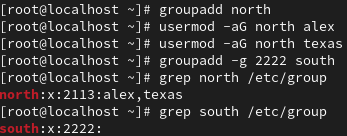 [root@localhost ~]# groupadd north
[root@localhost ~]# usermod -aG north alex
[root@localhost ~]# usermod -aG north texas
[root@localhost ~]# groupadd -g 2222 south
[root@localhost ~]# grep north /etc/group
north:x:2113:alex,texas
[root@localhost ~]# grep south /etc/group
south:x:2222: